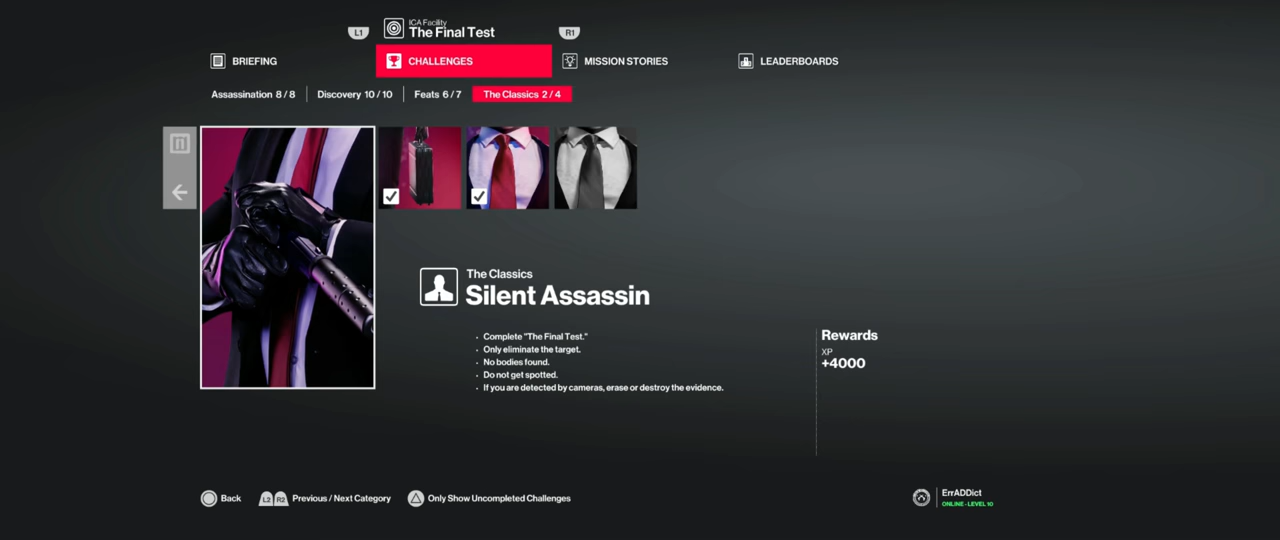 ICA Facility
L1 The Final Test R1
BRIEFING CHALLENGES MISSION STORIES LEADERBOARDS
Assassination 8 / 8 Discovery 10 / 10 Feats 6 / 7 The Classics 2 / 4
The Classics
Silent Assassin
· Complete "The Final Test."
· Only eliminate the target.
· No bodies found.
· Do not get spotted.
· If you are detected by cameras, erase or destroy the evidence.
Rewards
XP
+4000
Back L2 R2 Previous / Next Category Only Show Uncompleted Challenges
ErrADDict
ONLINE - LEVEL 10